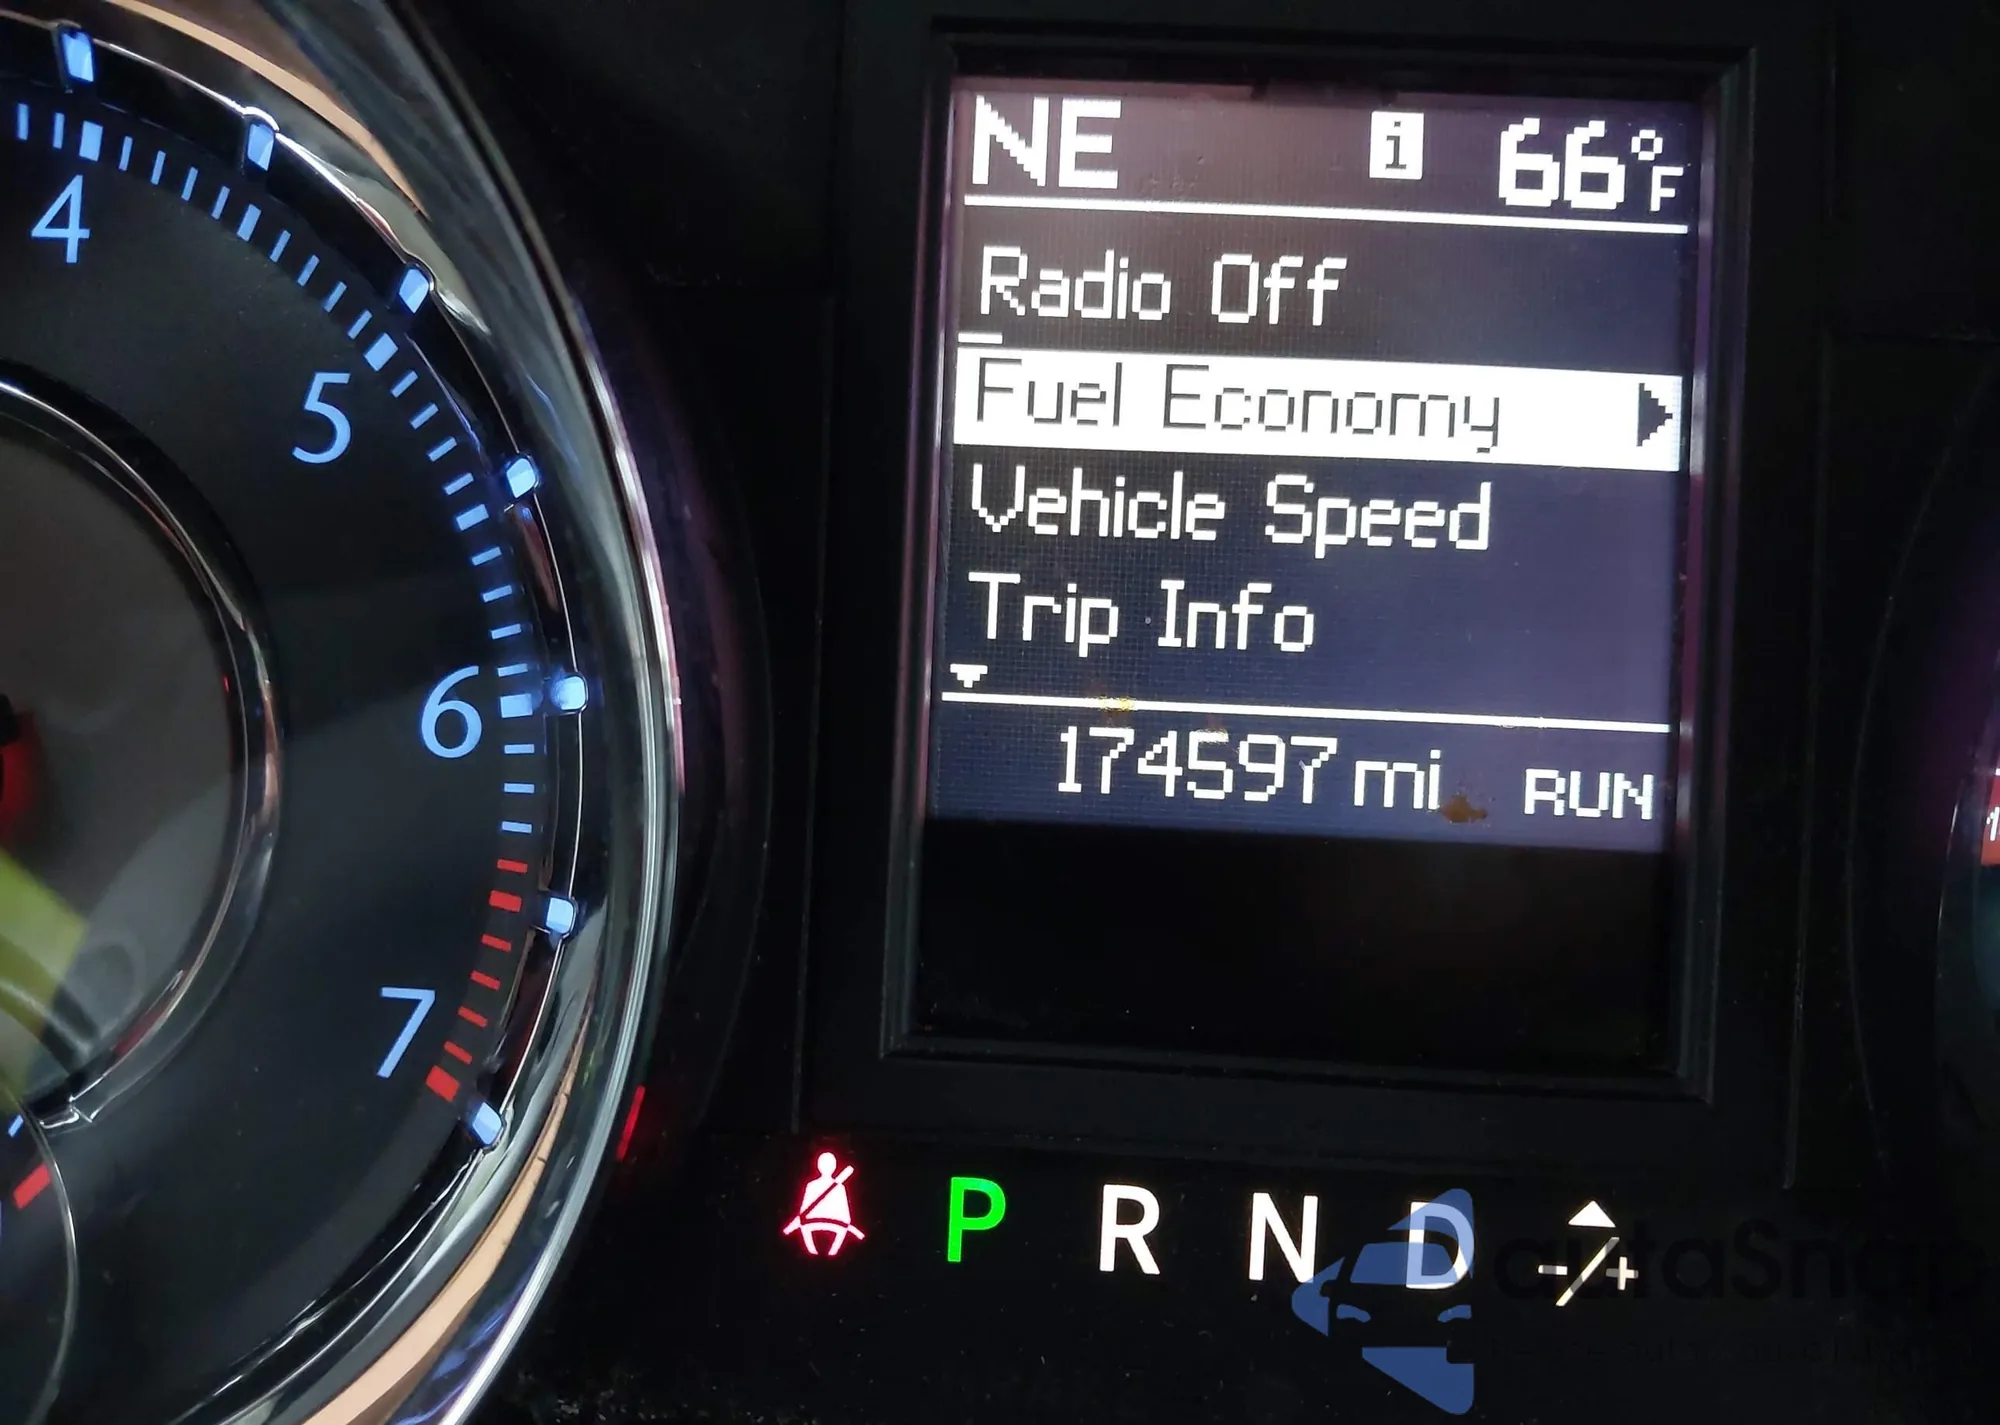 4
5
6
7
NE i 66°F
Radio Off
Fuel Economy
Vehicle Speed
Trip Info
174597 mi RUN
P R N D -/+